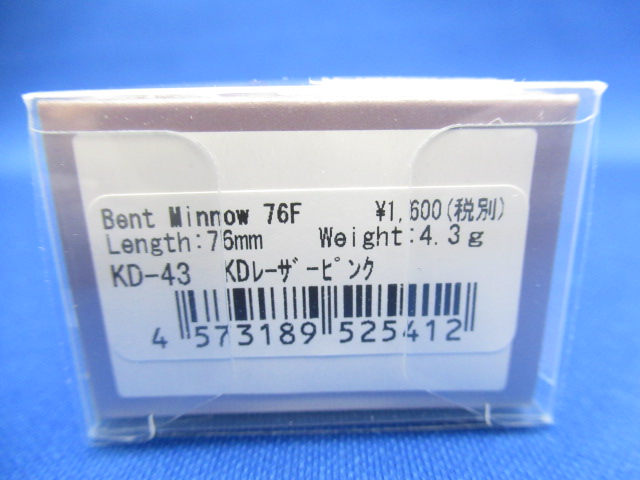 Bent Minnow 76F ¥1,600(税別)
Length:76mm Weight:4.3g
KD-43 KDﾚｰｻﾞｰﾋﾟﾝｸ
4 573189 525412